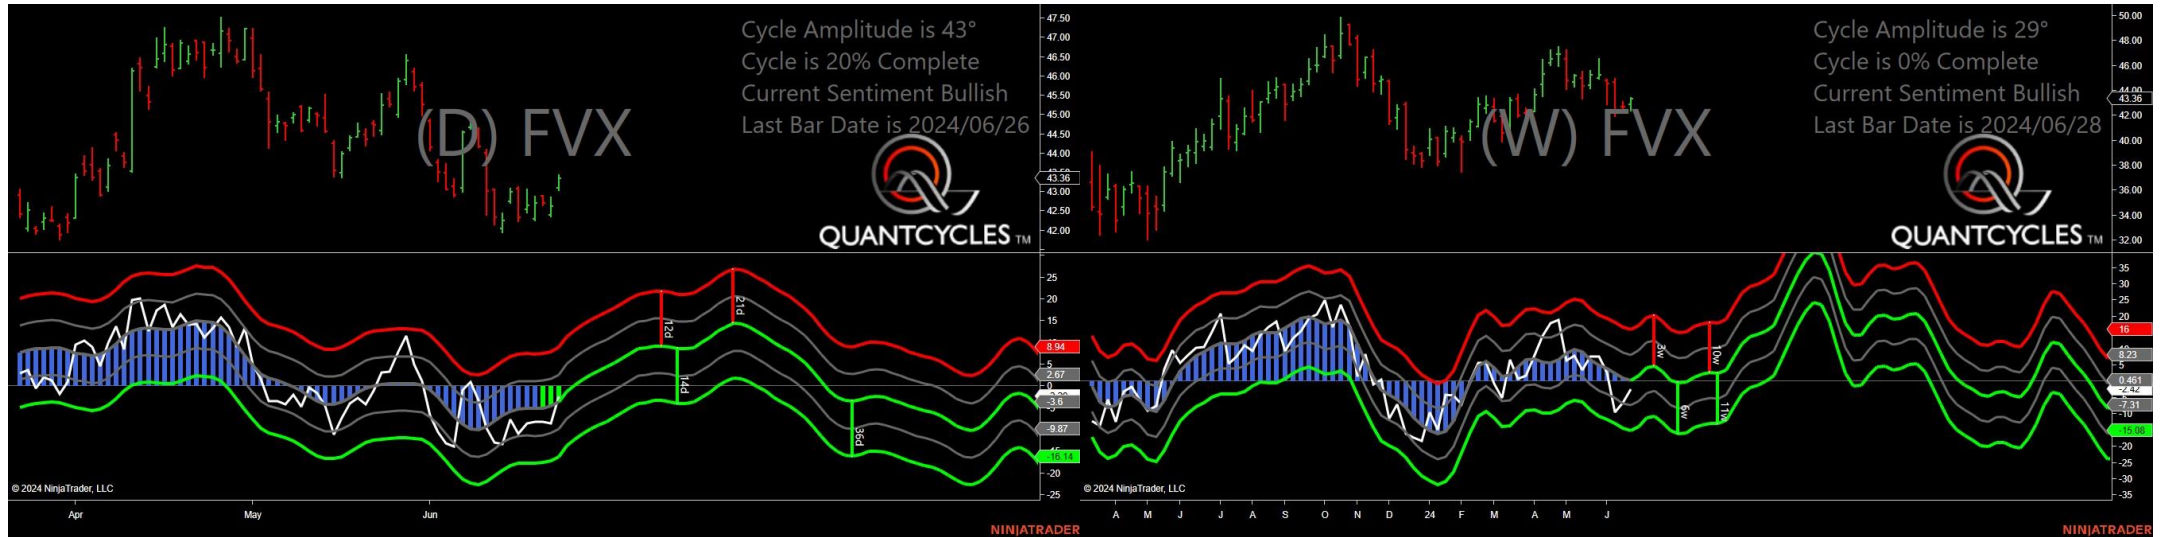 Cycle Amplitude is 43°
Cycle is 20% Complete
Current Sentiment Bullish
Last Bar Date is 2024/06/26
(D) FVX
QUANTCYCLES TM
47.50
47.00
46.50
46.00
45.50
45.00
44.50
44.00
43.36
43.00
42.50
42.00
12d
14d
21d
36d
25
20
15
8.94
5
2.67
0
-3.6
-9.87
-16.14
-20
-25
© 2024 NinjaTrader, LLC
Apr
May
Jun
NINJATRADER
Cycle Amplitude is 29°
Cycle is 0% Complete
Current Sentiment Bullish
Last Bar Date is 2024/06/28
(W) FVX
QUANTCYCLES TM
50.00
48.00
46.00
44.00
43.36
42.00
40.00
38.00
36.00
34.00
32.00
3w
6w
10w
11w
35
30
25
20
16
8.23
5
0.461
-2.42
-7.31
-10
-15.08
-20
-25
-30
-35
© 2024 NinjaTrader, LLC
A
M
J
J
A
S
O
N
D
24
F
M
A
M
J
NINJATRADER